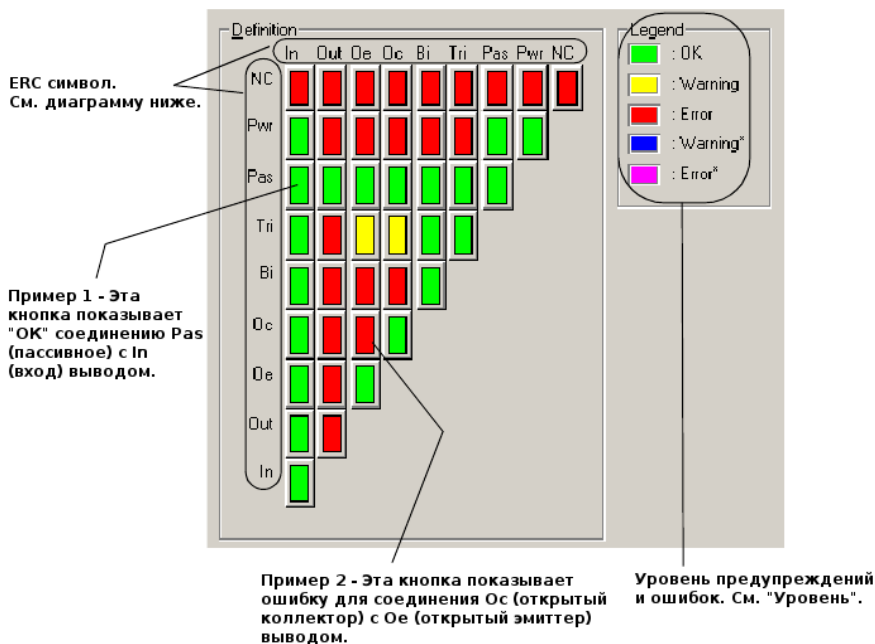 Definition
In Out Oe Oc Bi Tri Pas Pwr NC
NC
Pwr
Pas
Tri
Bi
Oc
Oe
Out
In
Legend
: OK
: Warning
: Error
: Warning*
: Error*
ERC символ.
См. диаграмму ниже.
Пример 1 - Эта
кнопка показывает
"ОК" соединению Pas
(пассивное) с In
(вход) выводом.
Пример 2 - Эта кнопка показывает
ошибку для соединения Oc (открытый
коллектор) с Oe (открытый эмиттер)
выводом.
Уровень предупреждений
и ошибок. См. "Уровень".